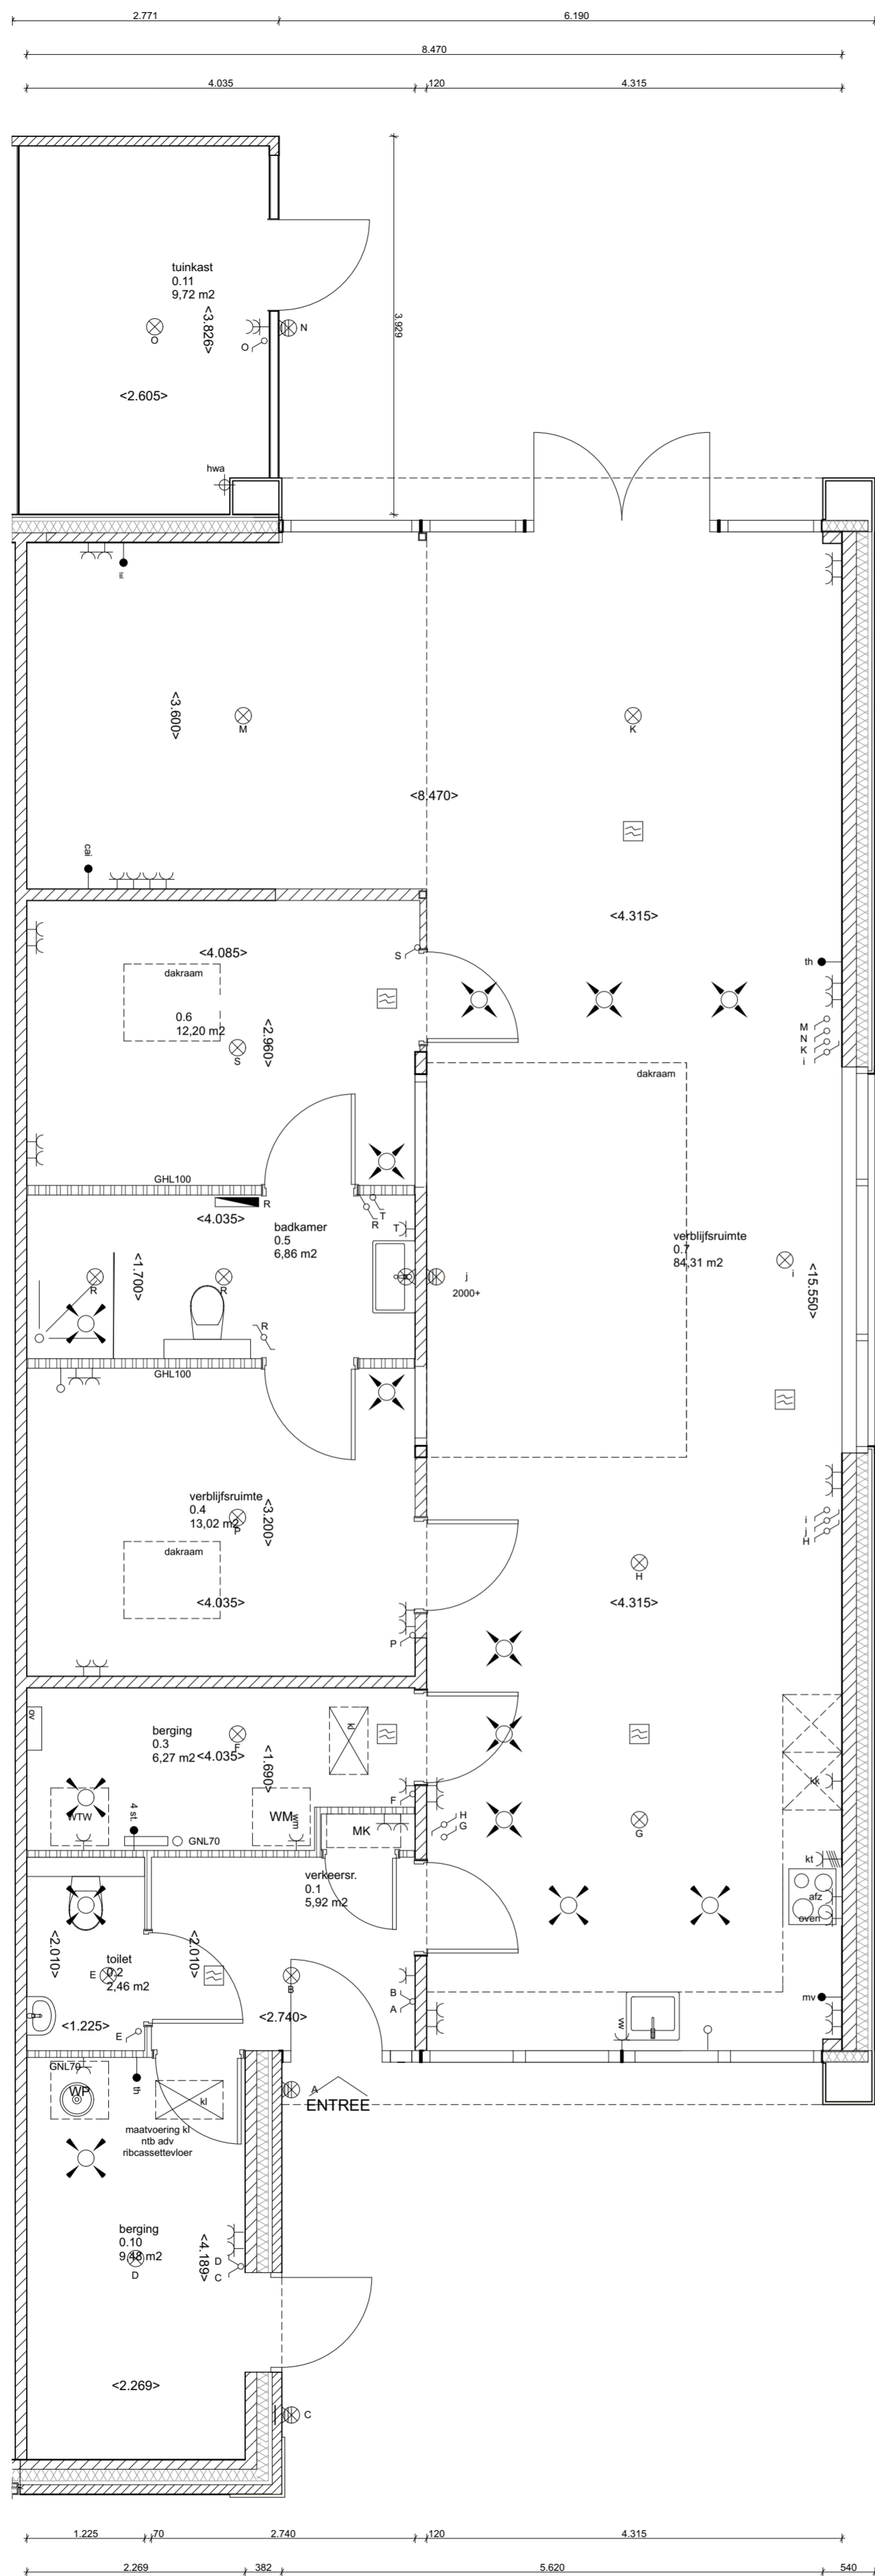 2.771
6.190
8.470
4.035
120
4.315
tuinkast
0.11
9,72 m2
<3.826>
3.929
O
O
N
<2.605>
hwa
<3.600>
M
K
<8.470>
cai
<4.315>
<4.085>
S
dakraam
th
0.6
12,20 m2
<2.960>
S
M
N
K
i
dakraam
GHL100
R
<4.035>
T
R
badkamer
0.5
6,86 m2
T
verblijfsruimte
0.7
84,31 m2
<1.700>
R
R
j
2000+
i
<15.550>
R
GHL100
verblijfsruimte
0.4
13,02 m2
P
<3.200>
i
j
H
dakraam
H
<4.035>
<4.315>
P
ov
berging
0.3
6,27 m2
<4.035>
F
kl
<1.690>
kk
WTW
4 st.
GNL70
WM
wm
F
MK
H
G
G
kt
verkeersr.
0.1
5,92 m2
afz
oven
<2.010>
toilet
0.2
2,46 m2
E
<2.010>
B
B
A
mv
<1.225>
E
<2.740>
vw
GNL70
WP
th
kl
A
ENTREE
maatvoering kl
ntb adv
ribcassettevloer
berging
0.10
9,48 m2
D
<4.189>
D
C
<2.269>
C
1.225
70
2.740
120
4.315
2.269
382
5.620
540